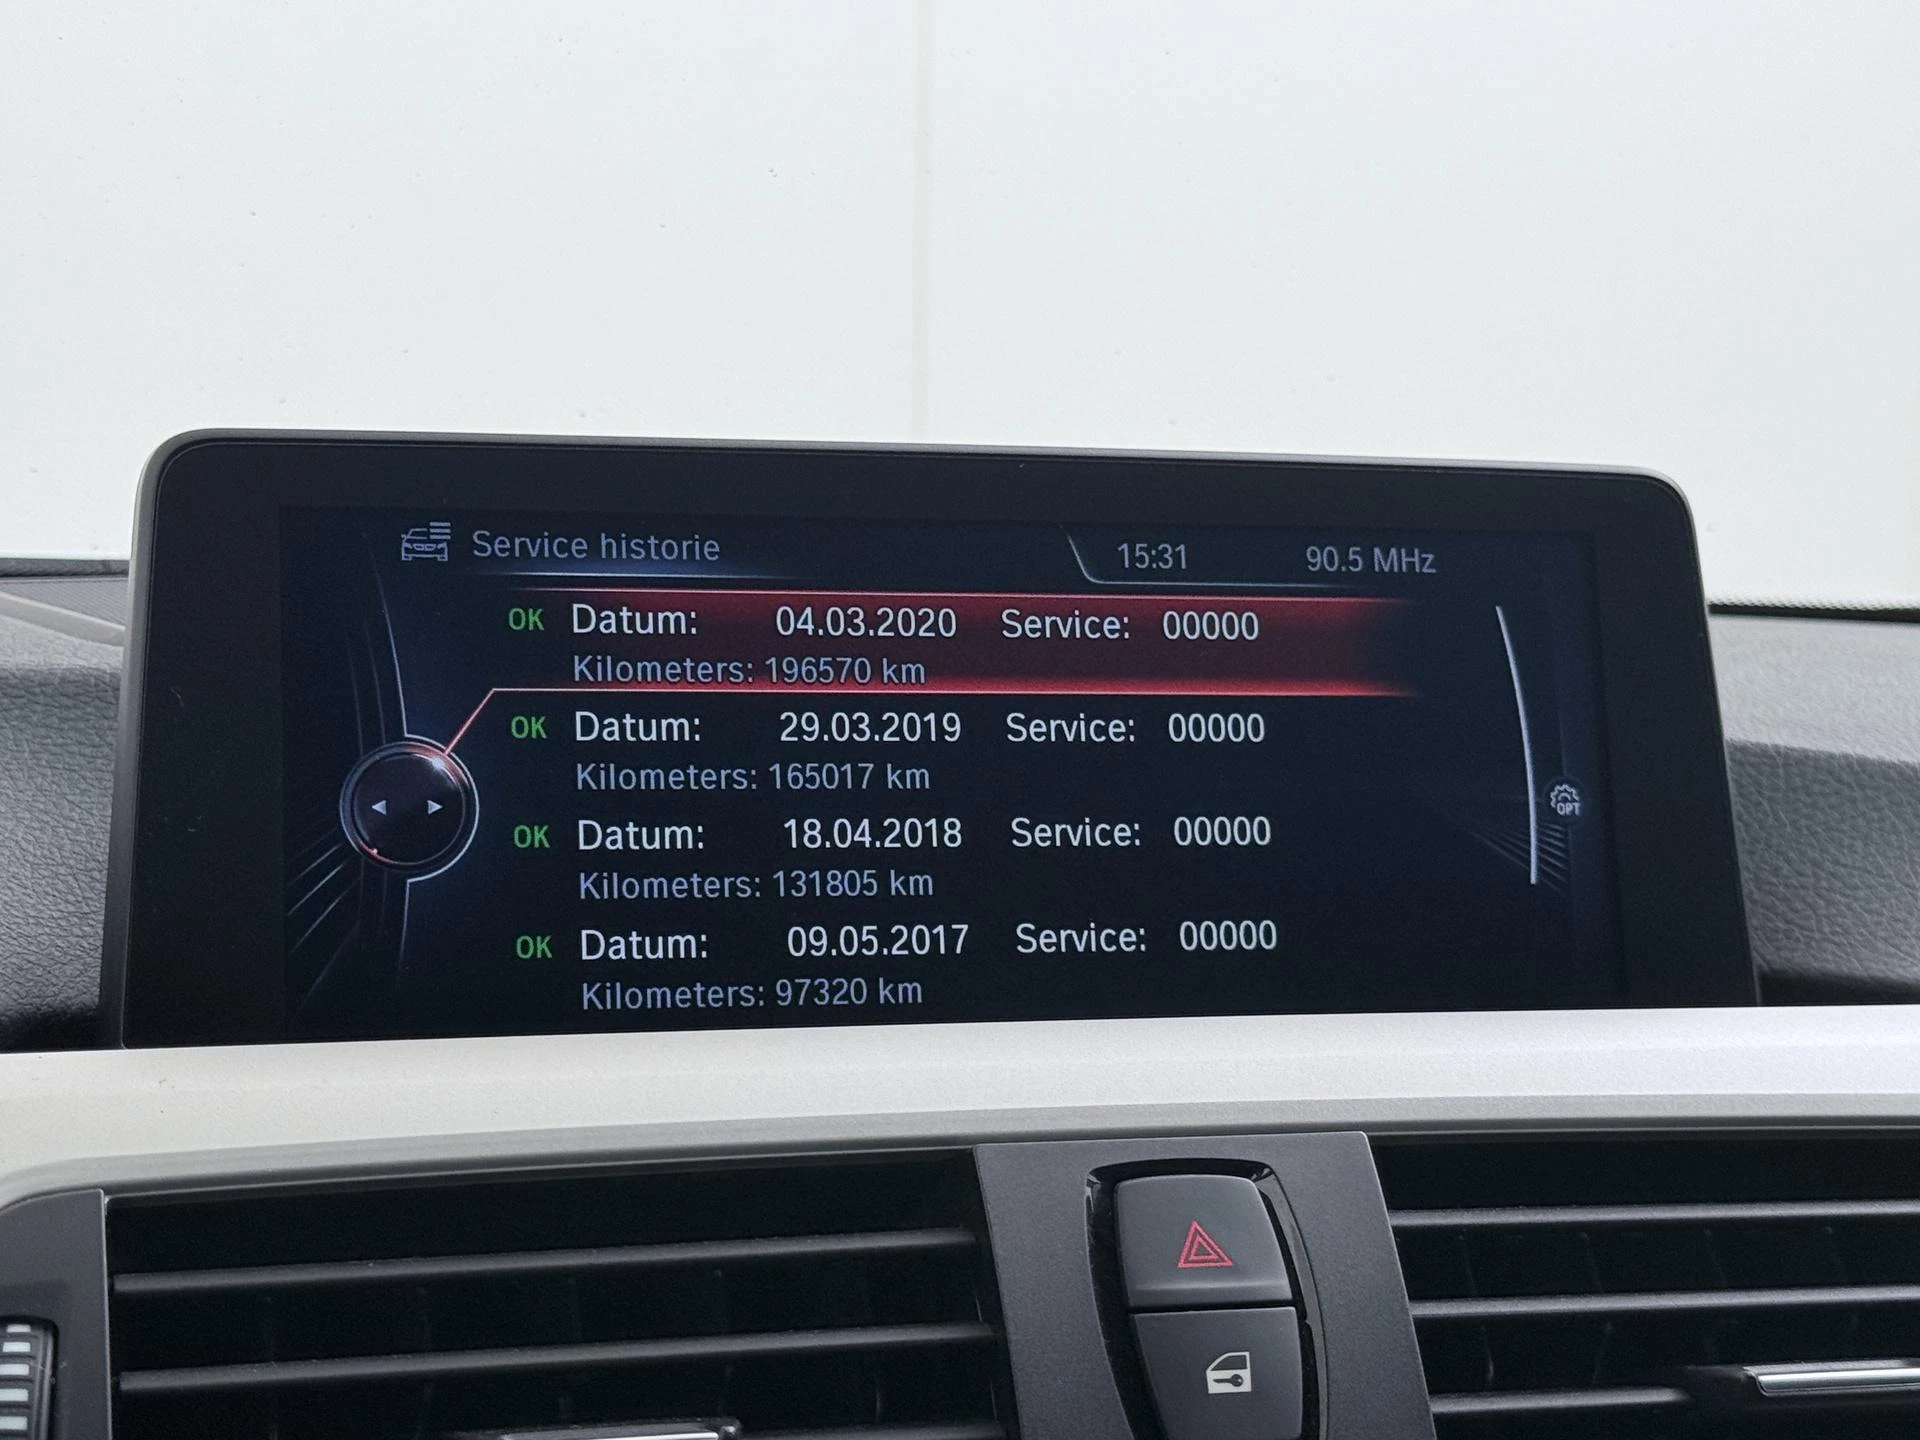 Service historie 15:31 90.5 MHz
OK Datum: 04.03.2020 Service: 00000
Kilometers: 196570 km
OK Datum: 29.03.2019 Service: 00000
Kilometers: 165017 km
OPT
OK Datum: 18.04.2018 Service: 00000
Kilometers: 131805 km
OK Datum: 09.05.2017 Service: 00000
Kilometers: 97320 km